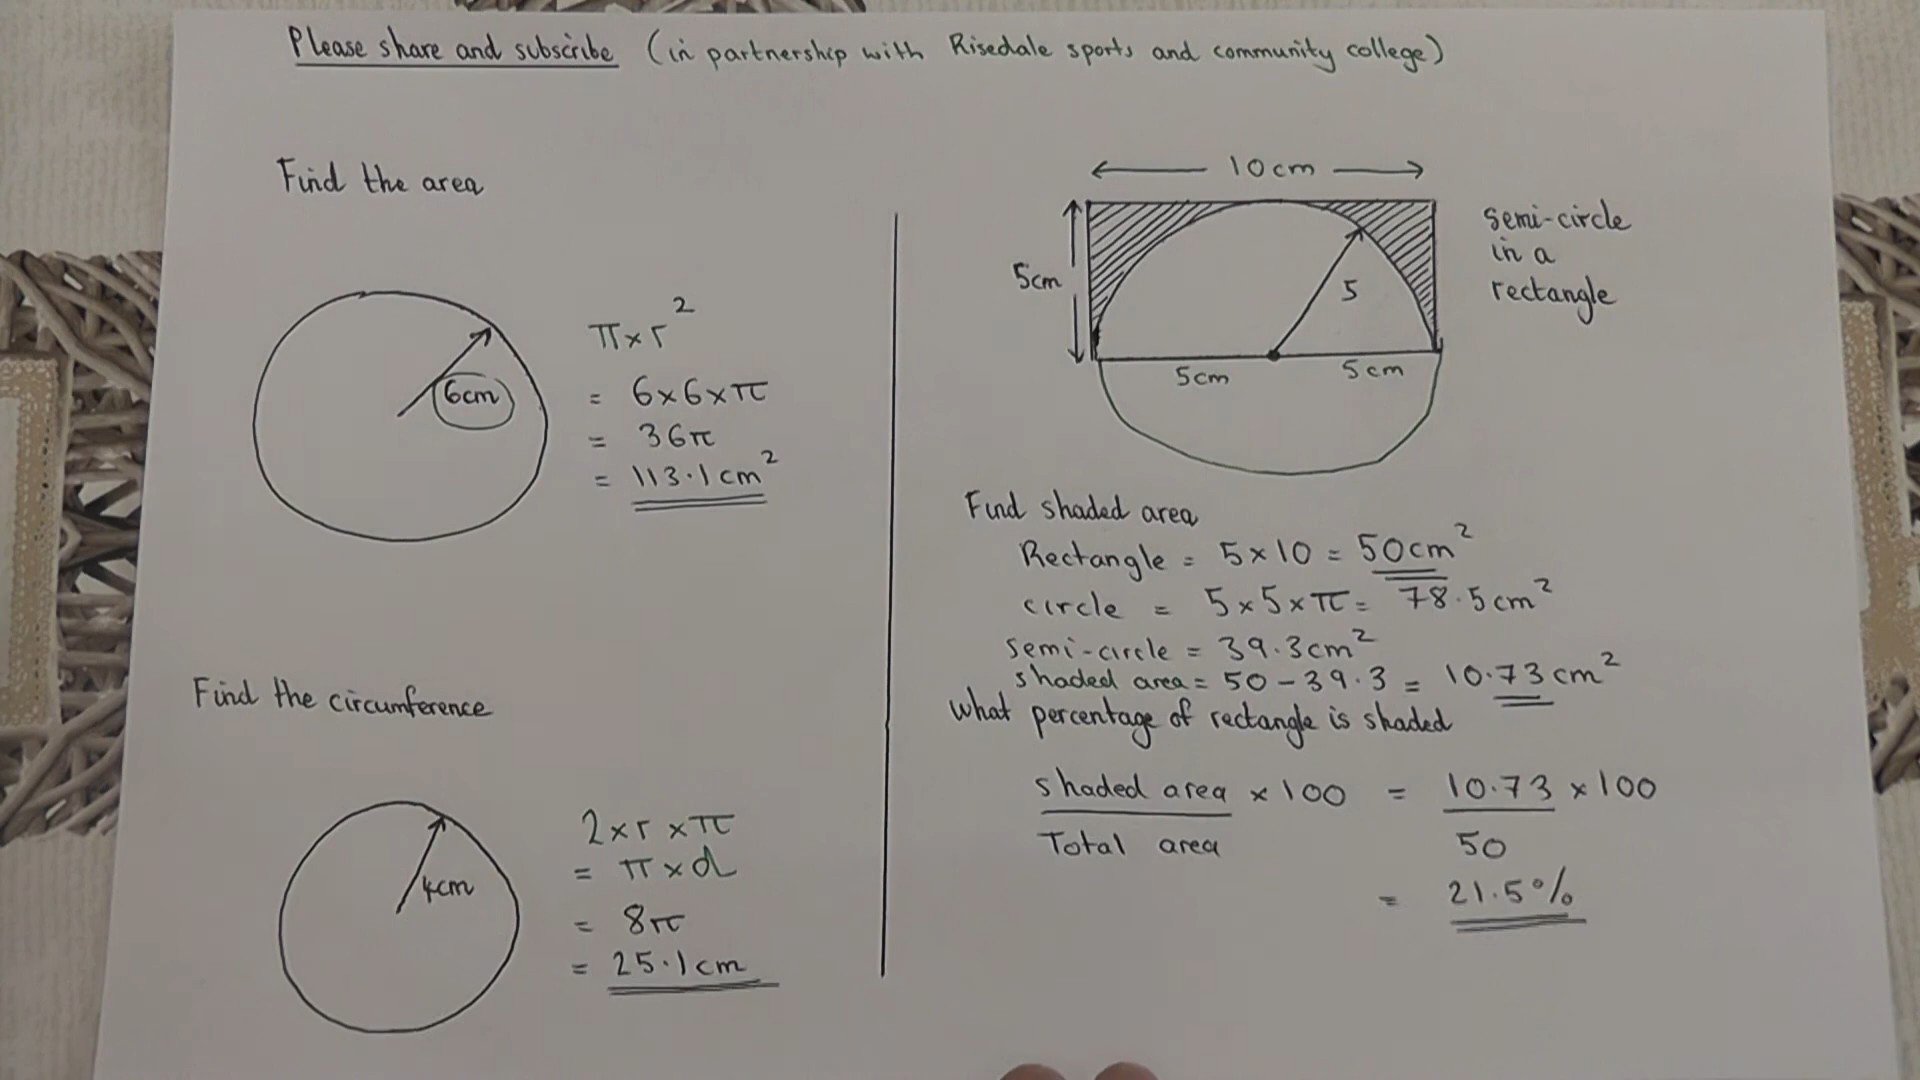 Please share and subscribe (in partnership with Risedale sports and community college)
Find the area
6cm
π × r²
= 6 × 6 × π
= 36π
= 113.1cm²
Find the circumference
4cm
2 × r × π
= π × d
= 8π
= 25.1cm
10cm
5cm
5
5cm
5cm
semi-circle
in a
rectangle
Find shaded area
Rectangle = 5 × 10 = 50cm²
circle = 5 × 5 × π = 78.5cm²
semi-circle = 39.3cm²
shaded area = 50 - 39.3 = 10.73cm²
What percentage of rectangle is shaded
shaded area × 100 = 10.73 × 100
Total area 50
= 21.5%